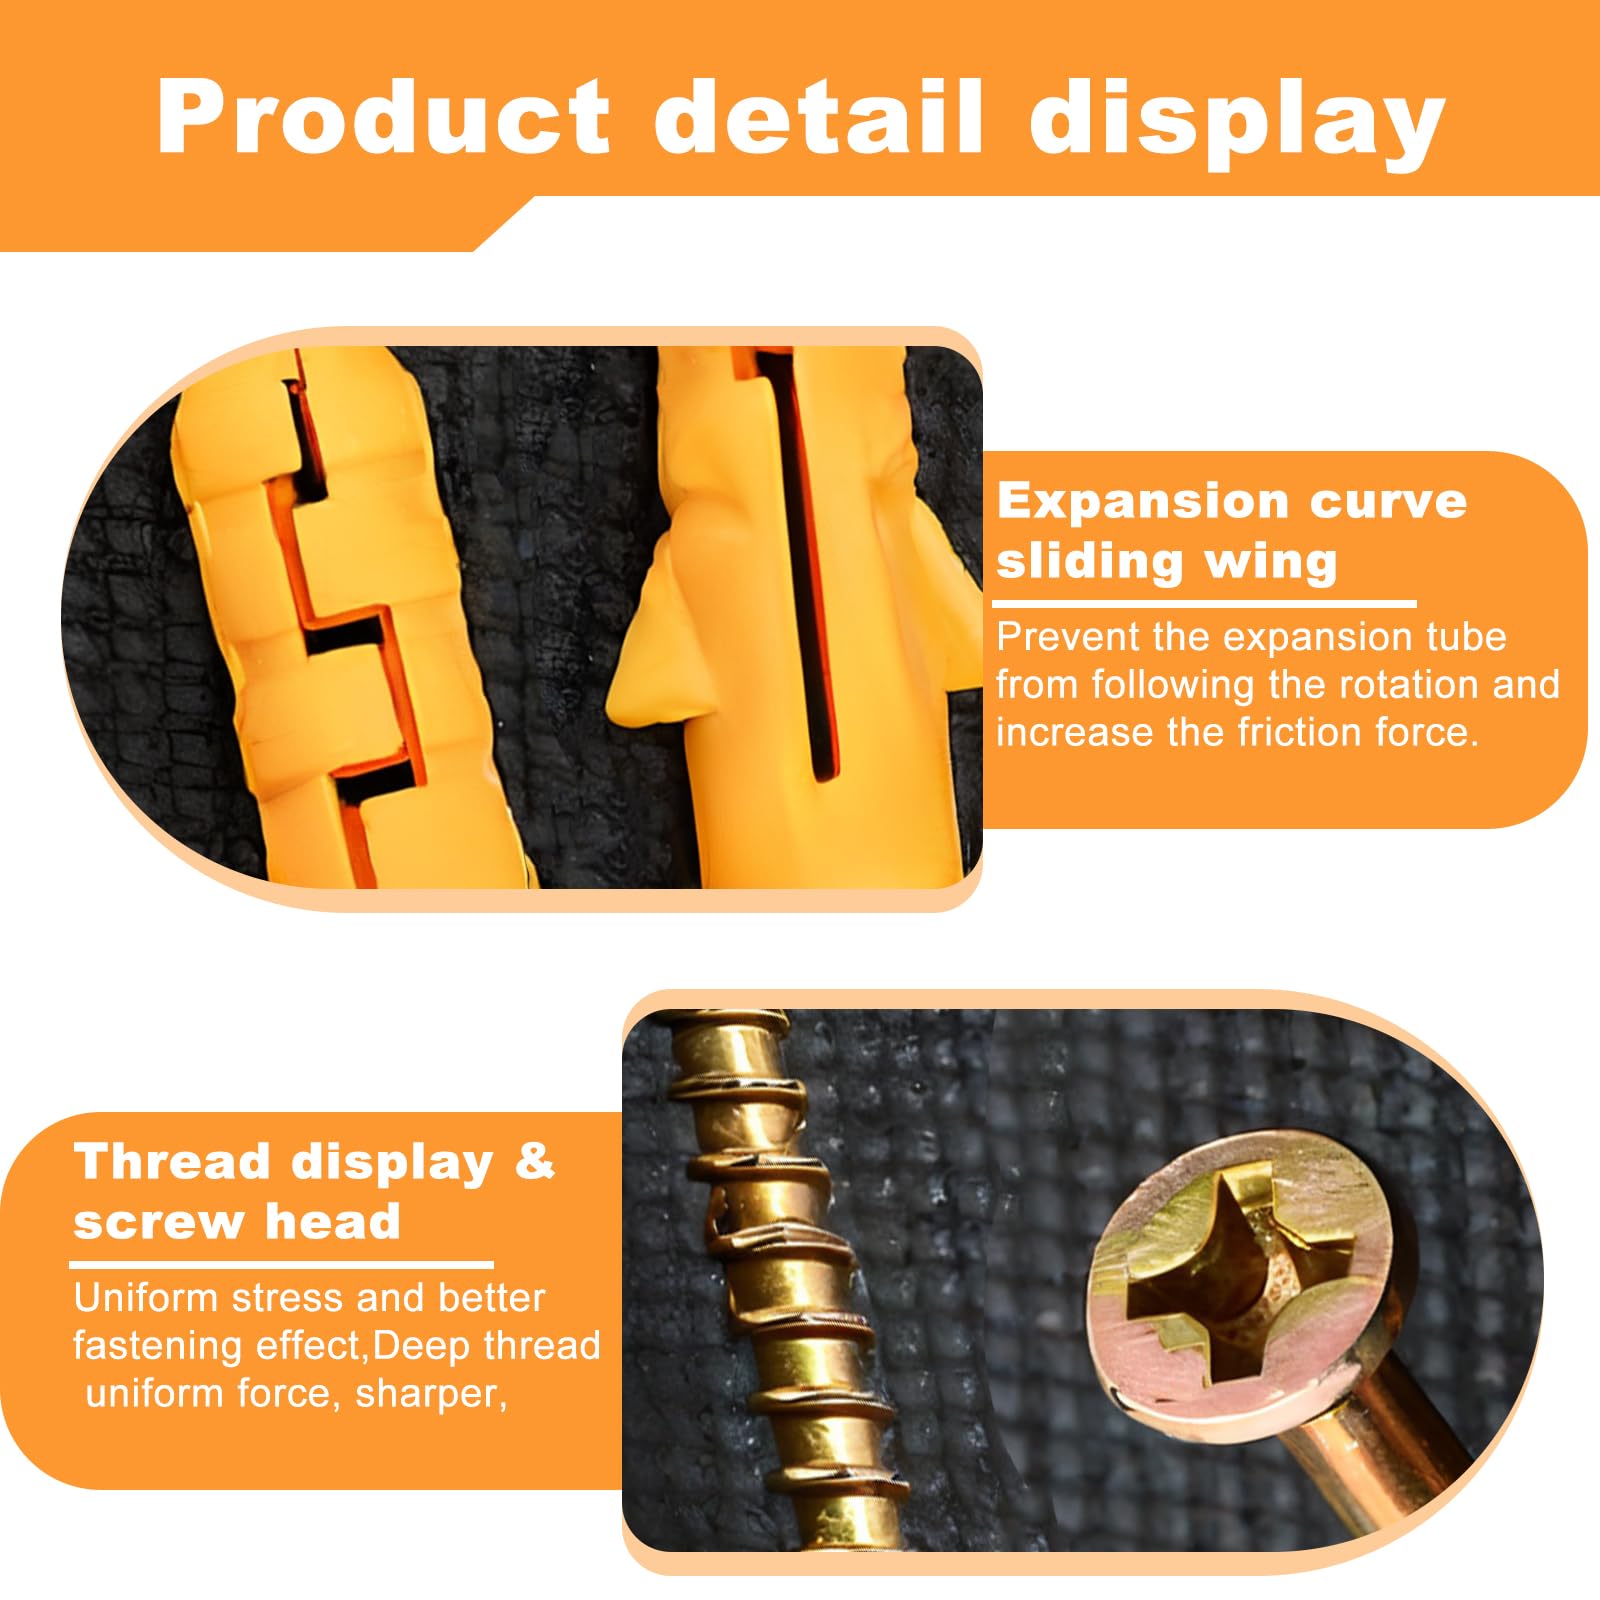 Product detail display
Expansion curve
sliding wing
Prevent the expansion tube
from following the rotation and
increase the friction force.
Thread display &
screw head
Uniform stress and better
fastening effect,Deep thread
uniform force, sharper,